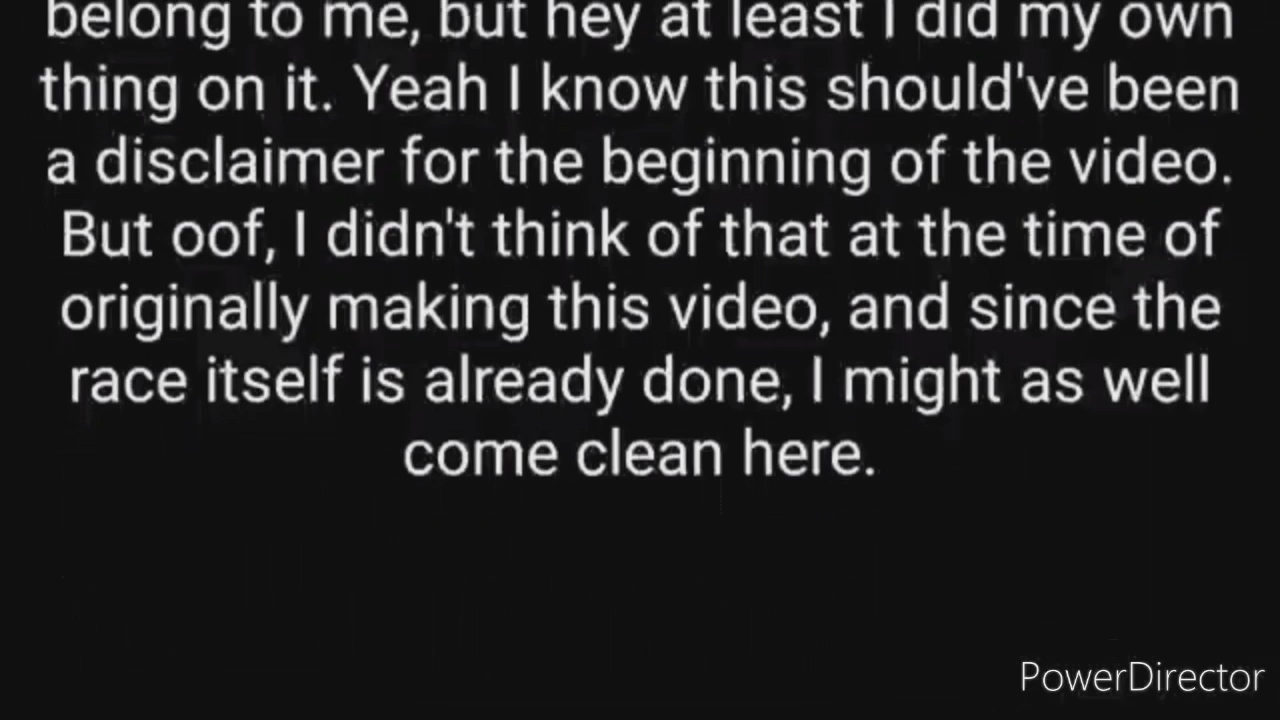 belong to me, but hey at least I did my own
thing on it. Yeah I know this should've been
a disclaimer for the beginning of the video.
But oof, I didn't think of that at the time of
originally making this video, and since the
race itself is already done, I might as well
come clean here.
PowerDirector